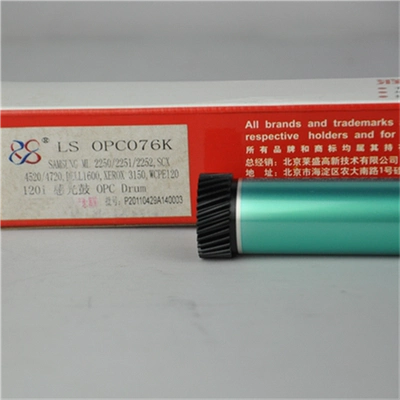 LS OPC076K
SAMSUNG ML 2250/2251/2252,SCX
4520/4720,DELL1600,XEROX 3150,WCPE120
120i 感光鼓 OPC Drum
P20110429A140003
All brands and trademarks
respective holders and for
所有品牌和商标均属其持
总经销:北京莱盛高新技术有限公司
地址:北京市海淀区农大南路1号